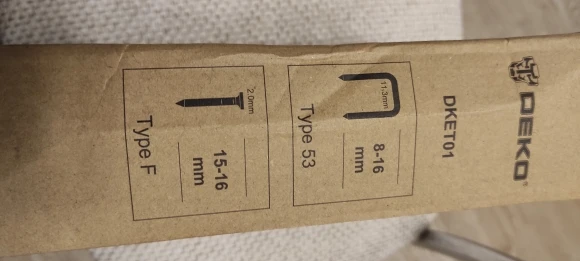 DEKO®
DKET01
11.3mm
8-16
mm
Type 53
2.0mm
15-16
mm
Type F